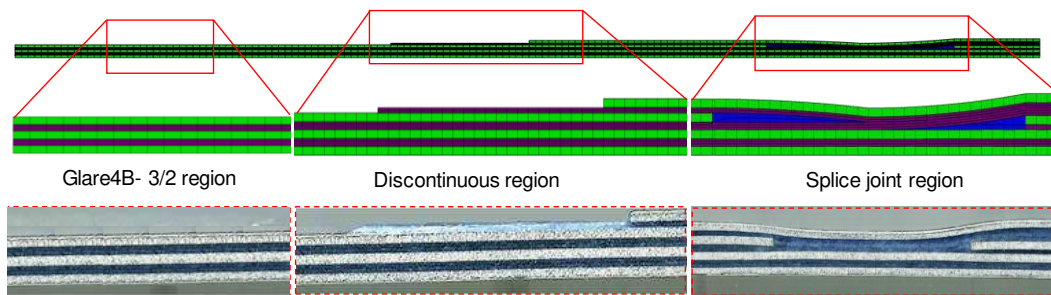 Glare4B- 3/2 region
Discontinuous region
Splice joint region